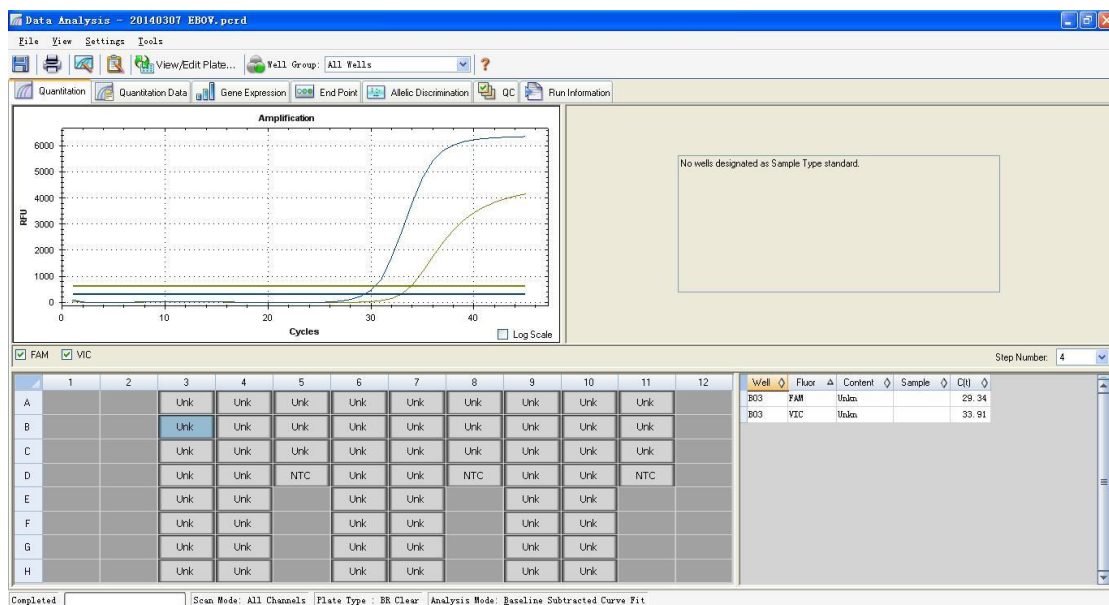 Data Analysis - 20140307 EBOV.pcrd
File View Settings Tools
View/Edit Plate... Well Group: All Wells ?
Quantitation Quantitation Data Gene Expression End Point Allelic Discrimination QC Run Information
Amplification
6000
5000
4000
3000
2000
1000
0
RFU
0 10 20 30 40
Cycles
Log Scale
No wells designated as Sample Type standard.
FAM VIC
Step Number: 4
1 2 3 4 5 6 7 8 9 10 11 12
A Unk Unk Unk Unk Unk Unk Unk Unk Unk
B Unk Unk Unk Unk Unk Unk Unk Unk Unk
C Unk Unk Unk Unk Unk Unk Unk Unk Unk
D Unk Unk NTC Unk Unk NTC Unk Unk NTC
E Unk Unk Unk Unk Unk Unk
F Unk Unk Unk Unk Unk Unk
G Unk Unk Unk Unk Unk Unk
H Unk Unk Unk Unk Unk Unk
Well Fluor Content Sample C(t)
B03 FAM Unkn 29.34
B03 VIC Unkn 33.91
Completed Scan Mode: All Channels Plate Type : BR Clear Analysis Mode: Baseline Subtracted Curve Fit